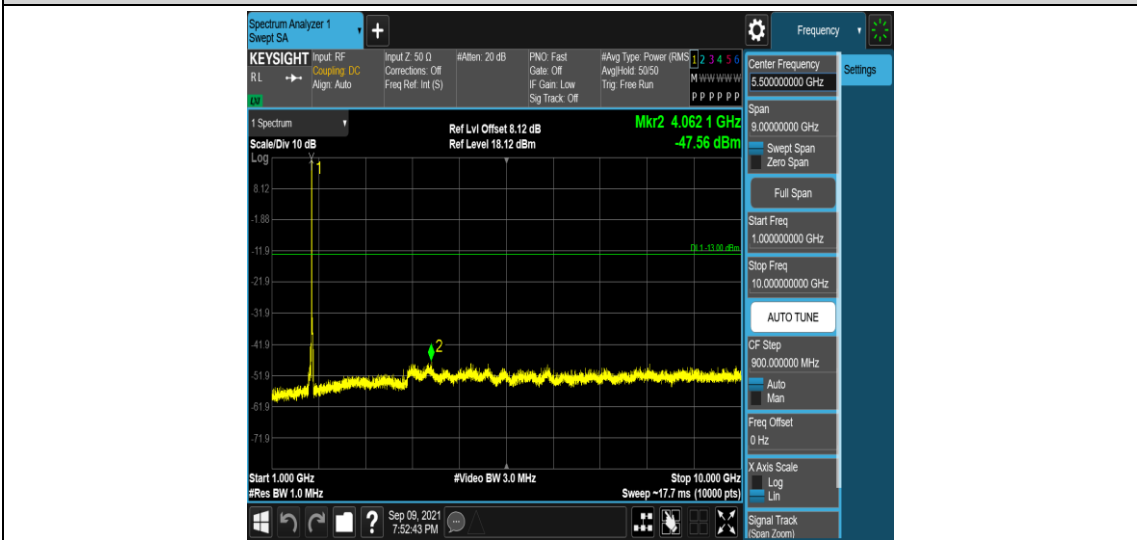 Spectrum Analyzer 1
Swept SA
Frequency
KEYSIGHT
RL
Input: RF
Coupling: DC
Align: Auto
Input Z: 50 Ω
Corrections: Off
Freq Ref: Int (S)
#Atten: 20 dB
PNO: Fast
Gate: Off
IF Gain: Low
Sig Track: Off
#Avg Type: Power (RMS
Avg|Hold: 50/50
Trig: Free Run
1 2 3 4 5 6
M W W W W W
P P P P P P
1 Spectrum
Scale/Div 10 dB
Ref Lvl Offset 8.12 dB
Ref Level 18.12 dBm
Mkr2 4.062 1 GHz
-47.56 dBm
Log
1
8.12
-1.88
-11.9
DL1 -13.00 dBm
-21.9
-31.9
-41.9
2
-51.9
-61.9
-71.9
Start 1.000 GHz
#Video BW 3.0 MHz
Stop 10.000 GHz
#Res BW 1.0 MHz
Sweep ~17.7 ms (10000 pts)
?
Sep 09, 2021
7:52:43 PM
Center Frequency
5.500000000 GHz
Settings
Span
9.00000000 GHz
Swept Span
Zero Span
Full Span
Start Freq
1.000000000 GHz
Stop Freq
10.000000000 GHz
AUTO TUNE
CF Step
900.000000 MHz
Auto
Man
Freq Offset
0 Hz
X Axis Scale
Log
Lin
Signal Track
(Span Zoom)